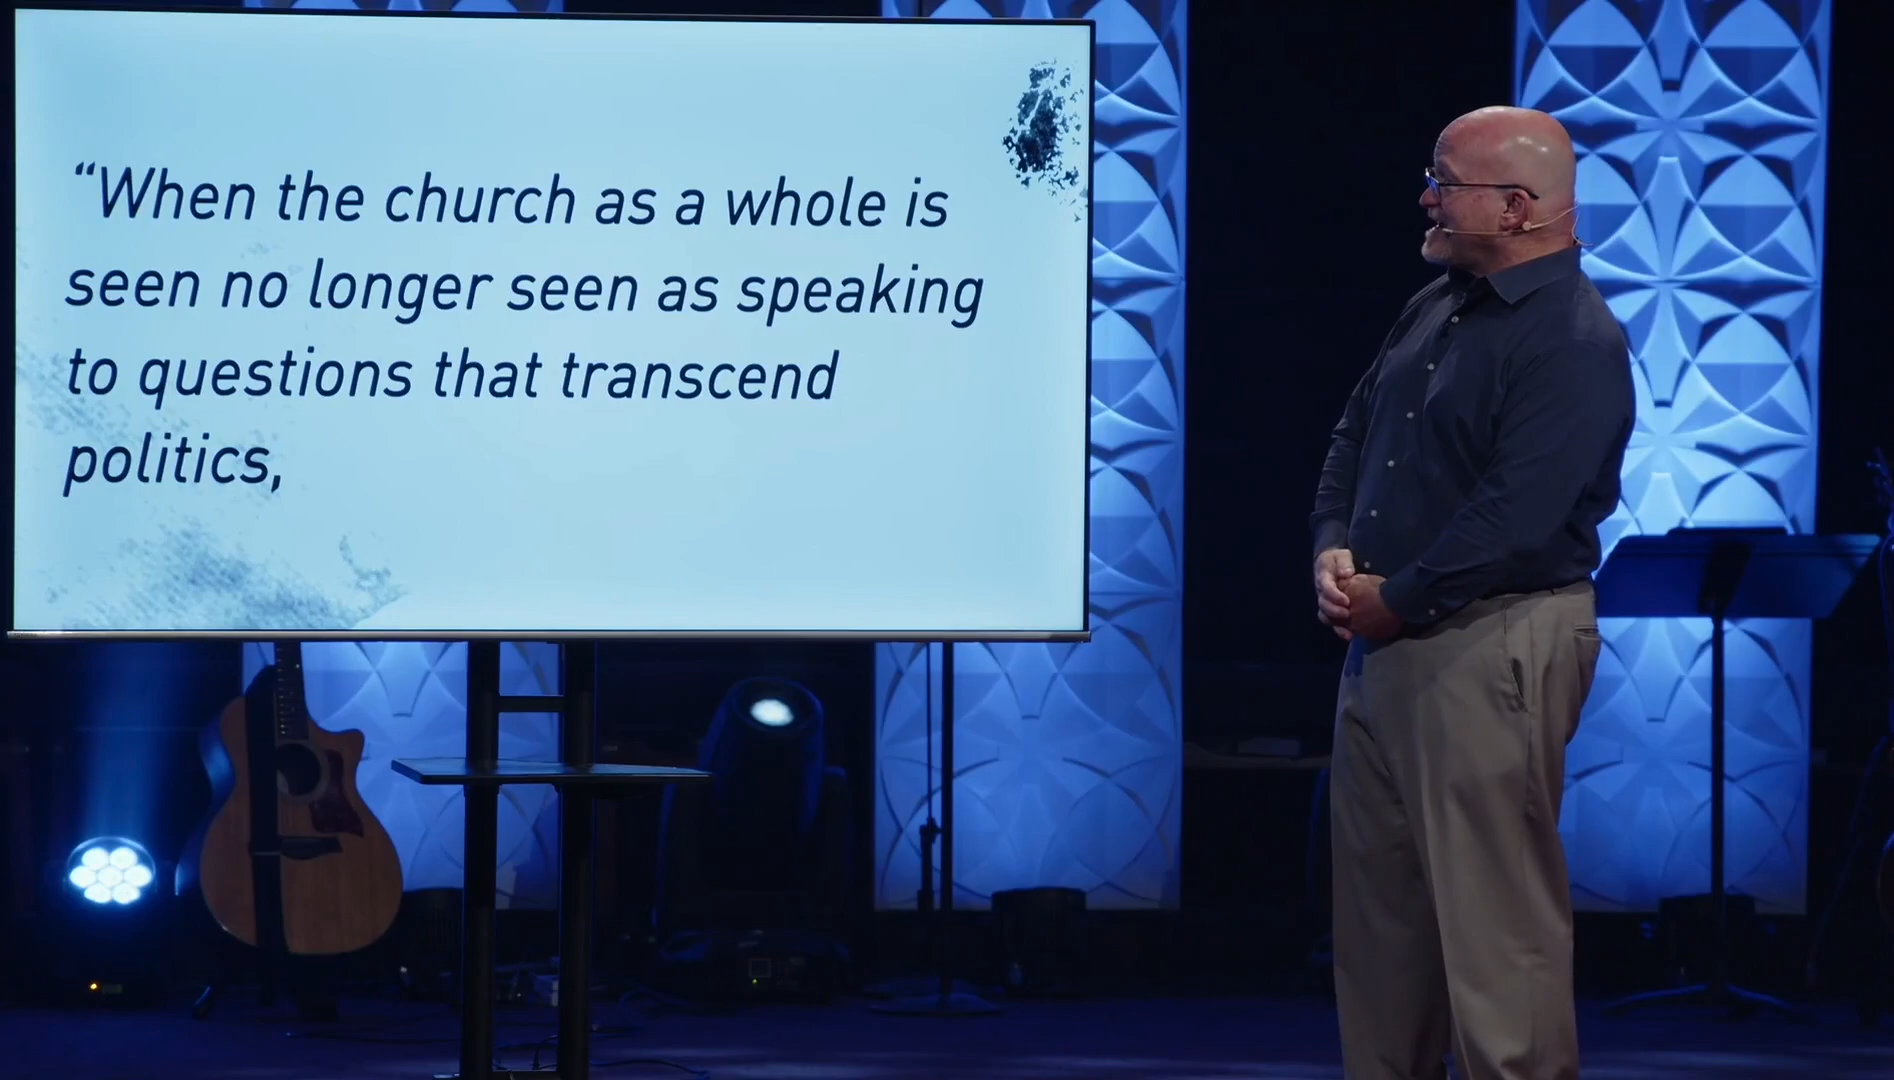 “When the church as a whole is
seen no longer seen as speaking
to questions that transcend
politics,